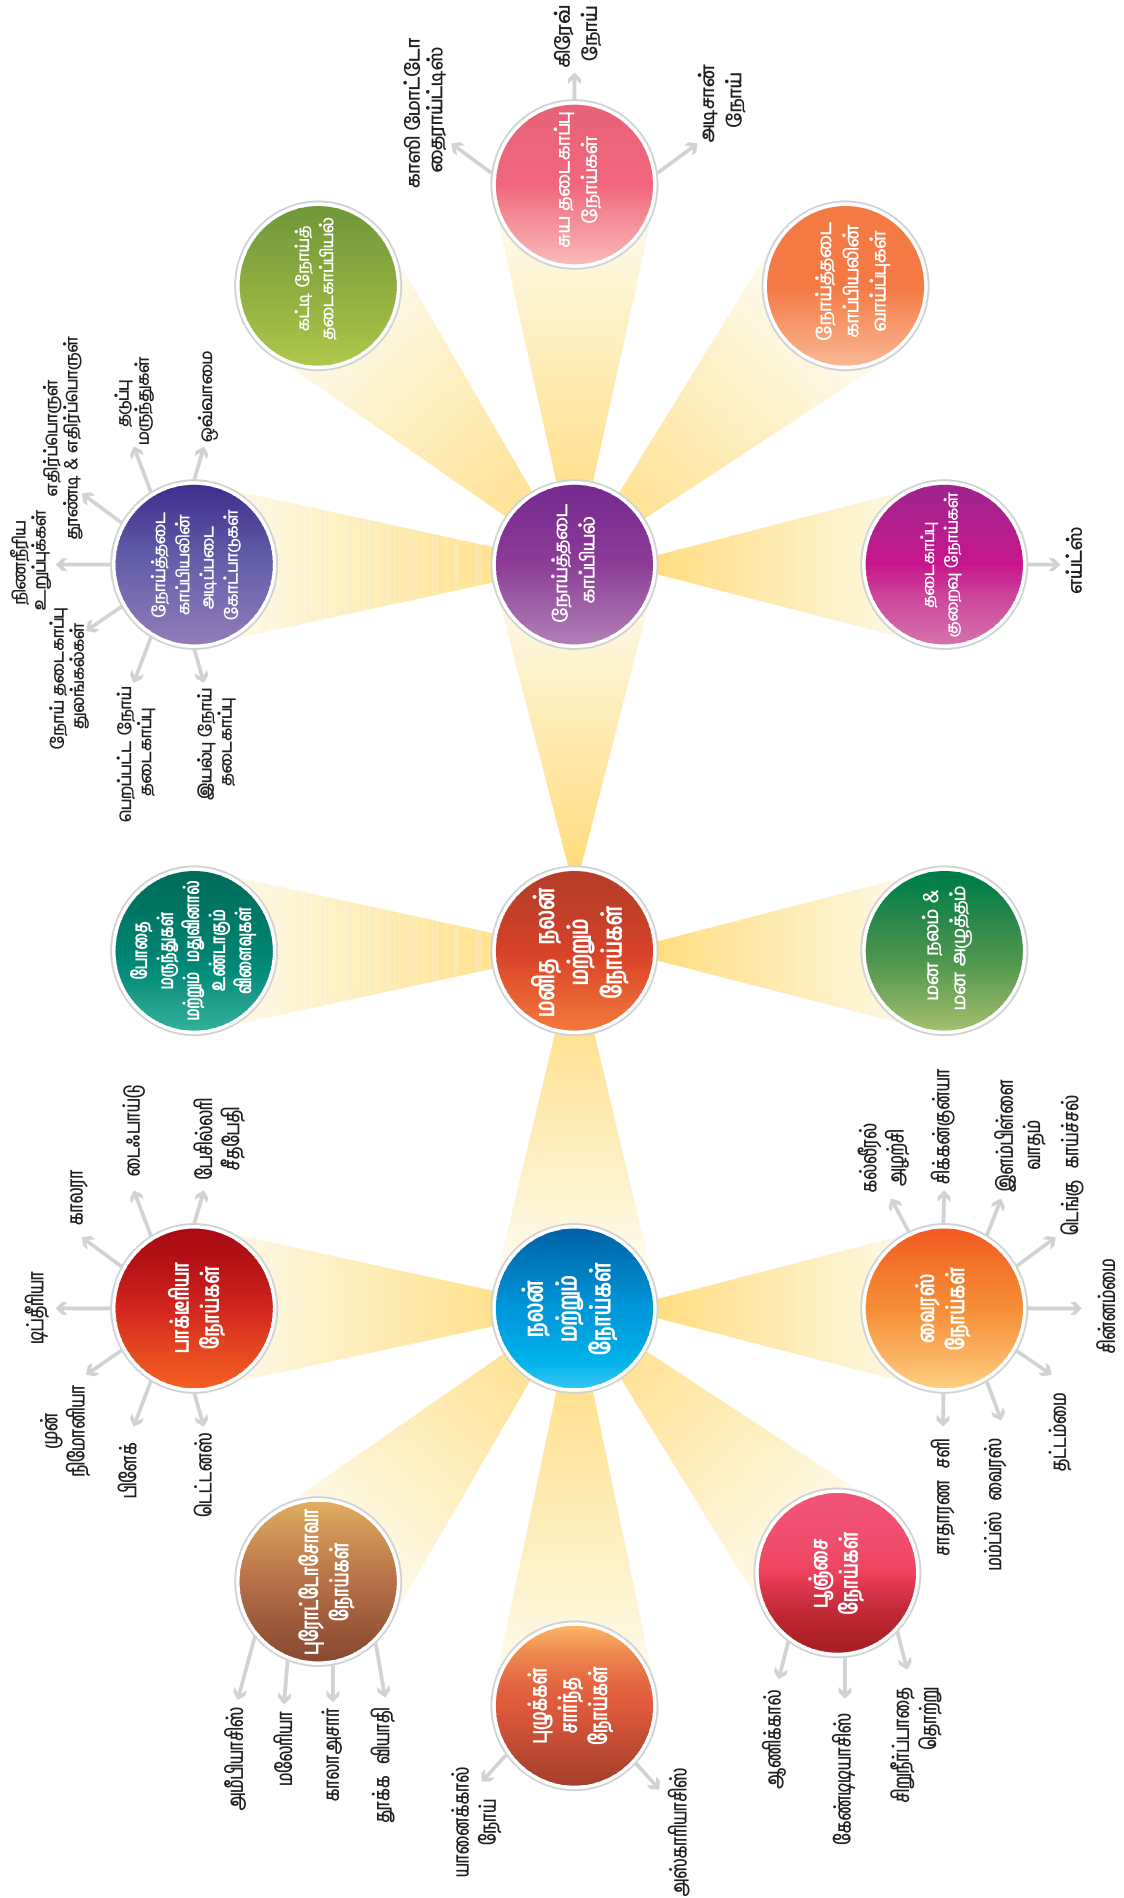 டிப்தீரியா
காலரா
டைஃபாய்டு
பேசில்லரி
சீதபேதி
முன்
நிமோனியா
பிளேக்
டெட்டனஸ்
பாக்டீரியா
நோய்கள்
அமீபியாசிஸ்
மலேரியா
காலாஅசார்
தூக்க வியாதி
புரோட்டோசோவா
நோய்கள்
யானைக்கால்
நோய்
அஸ்காரியாசிஸ்
புழுக்கள்
சார்ந்த
நோய்கள்
ஆணிக்கால்
கேண்டிடியாசிஸ்
சிறுநீர்ப்பாதை
தொற்று
பூஞ்சை
நோய்கள்
நலன்
மற்றும்
நோய்கள்
வைரஸ்
நோய்கள்
கல்லீரல்
அழற்சி
சிக்கன்குன்யா
இளம்பிள்ளை
வாதம்
டெங்கு காய்ச்சல்
சின்னம்மை
தட்டம்மை
மம்ப்ஸ் வைரஸ்
சாதாரண சளி
போதை
மருந்துகள்
மற்றும் மதுவினால்
உண்டாகும்
விளைவுகள்
மனித நலன்
மற்றும்
நோய்கள்
மன நலம் &
மன அழுத்தம்
நிணநீரிய
உறுப்புக்கள்
எதிர்ப்பொருள்
தூண்டி & எதிர்ப்பொருள்
தடுப்பு
மருந்துகள்
ஒவ்வாமை
நோய் தடைகாப்பு
துலங்கல்கள்
பெறப்பட்ட நோய்
தடைகாப்பு
இயல்பு நோய்
தடைகாப்பு
நோய்த்தடை
காப்பியலின்
அடிப்படை
கோட்பாடுகள்
நோய்த்தடை
காப்பியல்
தடைகாப்பு
குறைவு நோய்கள்
எய்ட்ஸ்
கட்டி நோய்த்
தடைகாப்பியல்
சுய தடைகாப்பு
நோய்கள்
காஸி மோட்டோ
தைராய்ட்டிஸ்
கிரேவ்
நோய்
அடிசான்
நோய்
நோய்த்தடை
காப்பியலின்
வாய்ப்புகள்